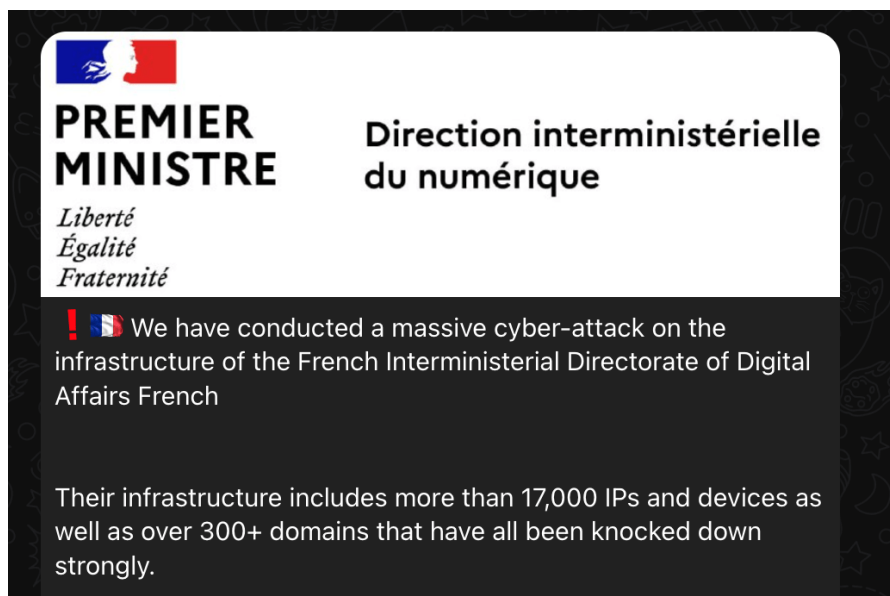 PREMIER
MINISTRE
Liberté
Égalité
Fraternité
Direction interministérielle
du numérique
❗🇫🇷 We have conducted a massive cyber-attack on the
infrastructure of the French Interministerial Directorate of Digital
Affairs French
Their infrastructure includes more than 17,000 IPs and devices as
well as over 300+ domains that have all been knocked down
strongly.